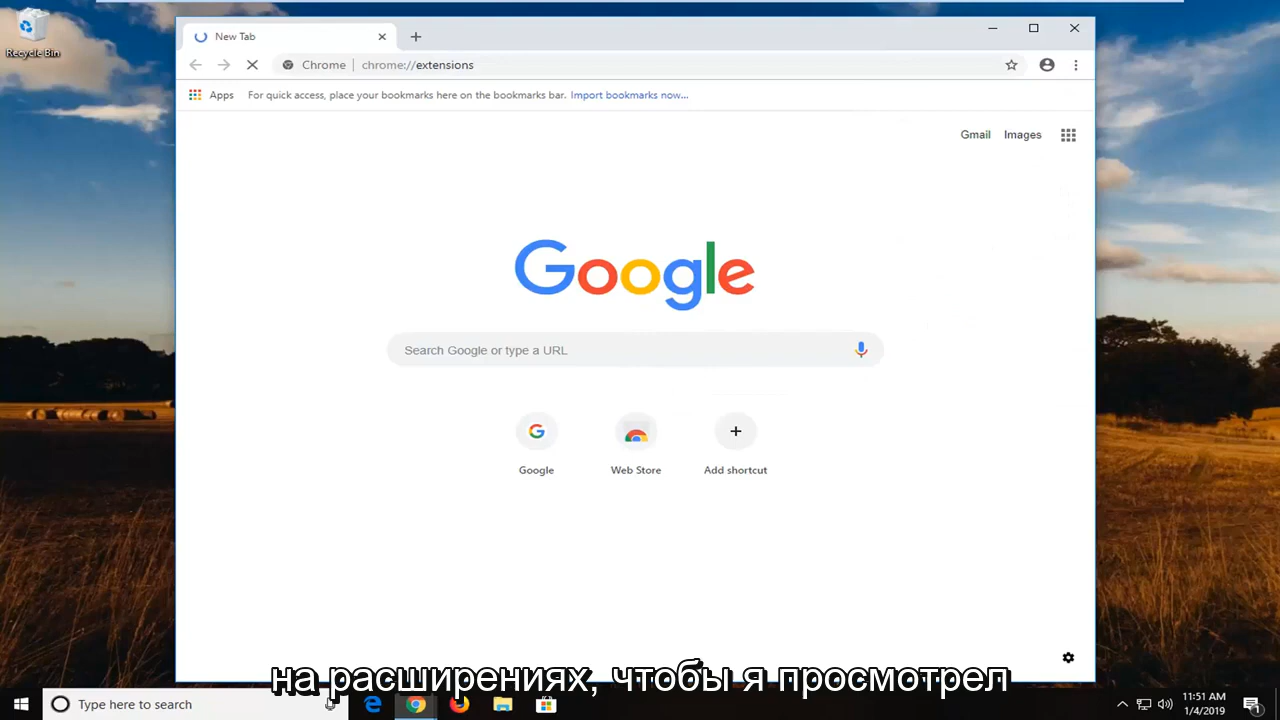 Recycle Bin
New Tab
Chrome chrome://extensions
Apps For quick access, place your bookmarks here on the bookmarks bar. Import bookmarks now...
Gmail Images
Google
Search Google or type a URL
Google Web Store Add shortcut
на расширениях, чтобы я просмотрел
Type here to search
11:51 AM
1/4/2019
1